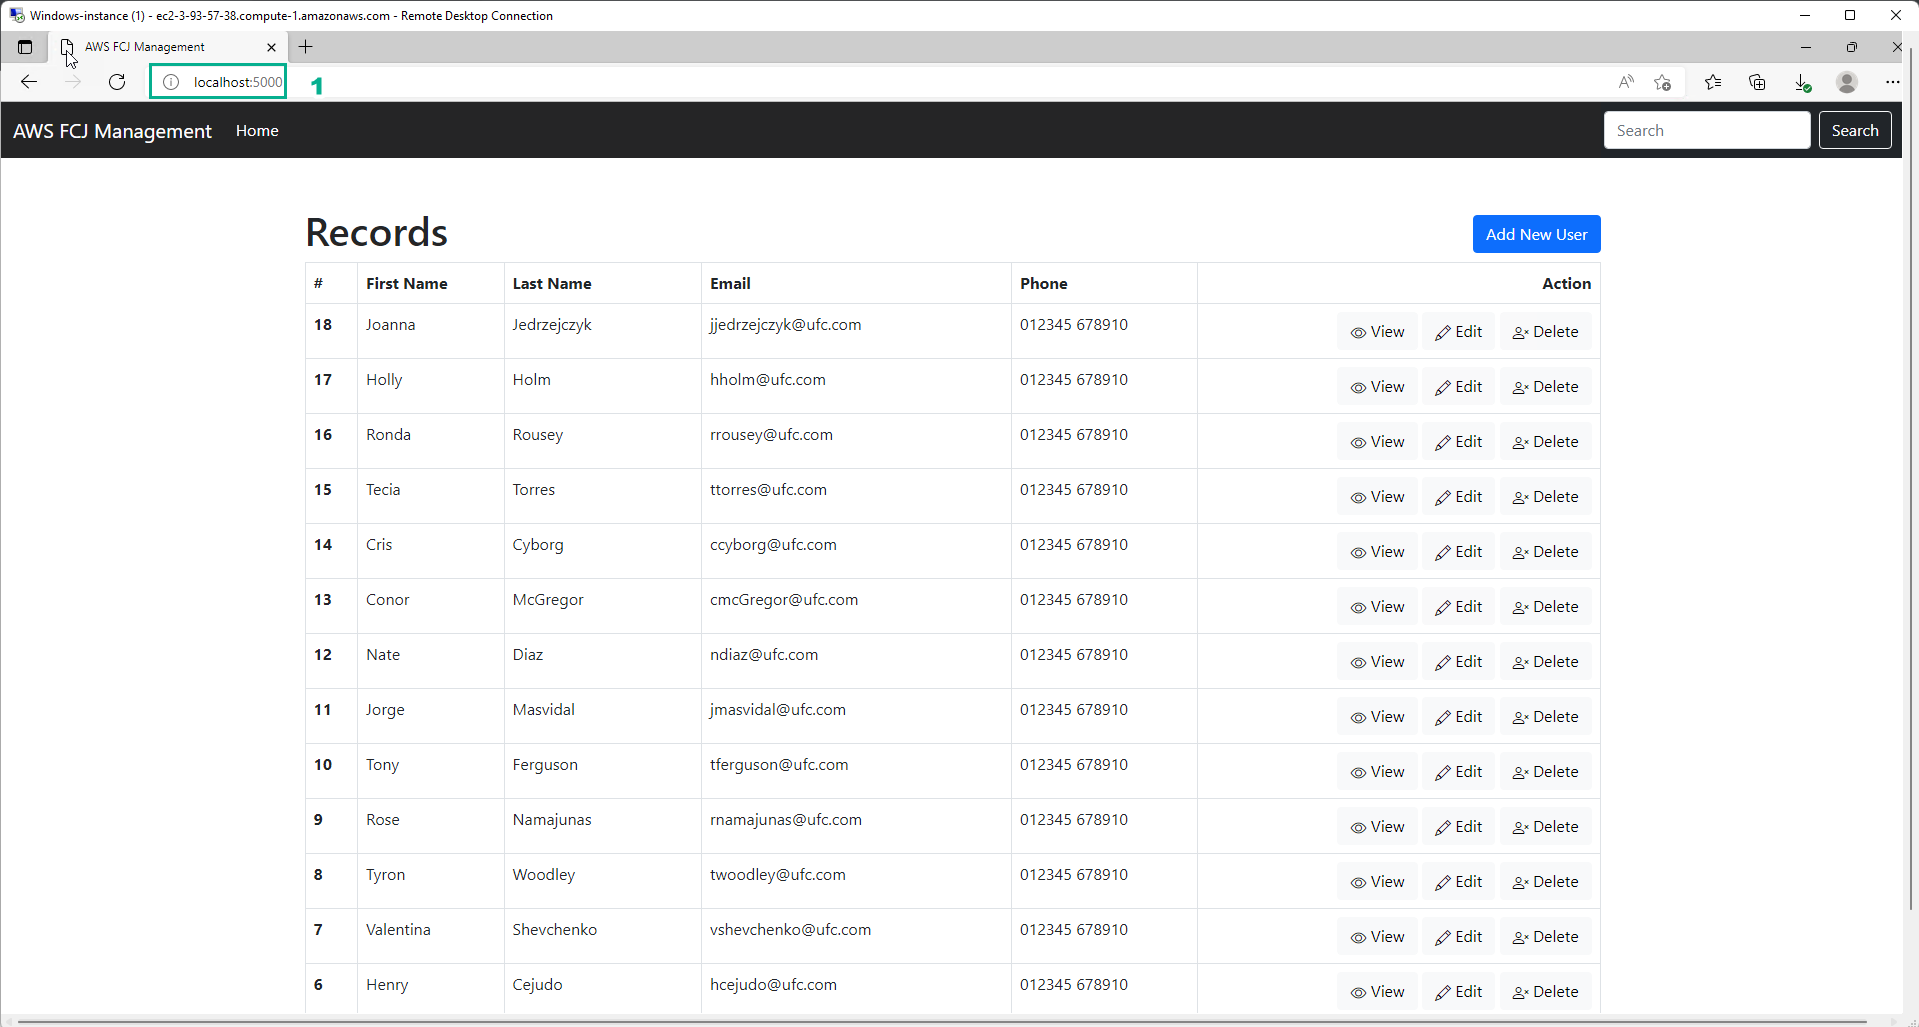 Windows-instance (1) - ec2-3-93-57-38.compute-1.amazonaws.com - Remote Desktop Connection
AWS FCJ Management
localhost:5000 1
AWS FCJ Management Home Search Search
Records Add New User
# First Name Last Name Email Phone Action
18 Joanna Jedrzejczyk jjedrzejczyk@ufc.com 012345 678910 View Edit Delete
17 Holly Holm hholm@ufc.com 012345 678910 View Edit Delete
16 Ronda Rousey rrousey@ufc.com 012345 678910 View Edit Delete
15 Tecia Torres ttorres@ufc.com 012345 678910 View Edit Delete
14 Cris Cyborg ccyborg@ufc.com 012345 678910 View Edit Delete
13 Conor McGregor cmcGregor@ufc.com 012345 678910 View Edit Delete
12 Nate Diaz ndiaz@ufc.com 012345 678910 View Edit Delete
11 Jorge Masvidal jmasvidal@ufc.com 012345 678910 View Edit Delete
10 Tony Ferguson tferguson@ufc.com 012345 678910 View Edit Delete
9 Rose Namajunas rnamajunas@ufc.com 012345 678910 View Edit Delete
8 Tyron Woodley twoodley@ufc.com 012345 678910 View Edit Delete
7 Valentina Shevchenko vshevchenko@ufc.com 012345 678910 View Edit Delete
6 Henry Cejudo hcejudo@ufc.com 012345 678910 View Edit Delete